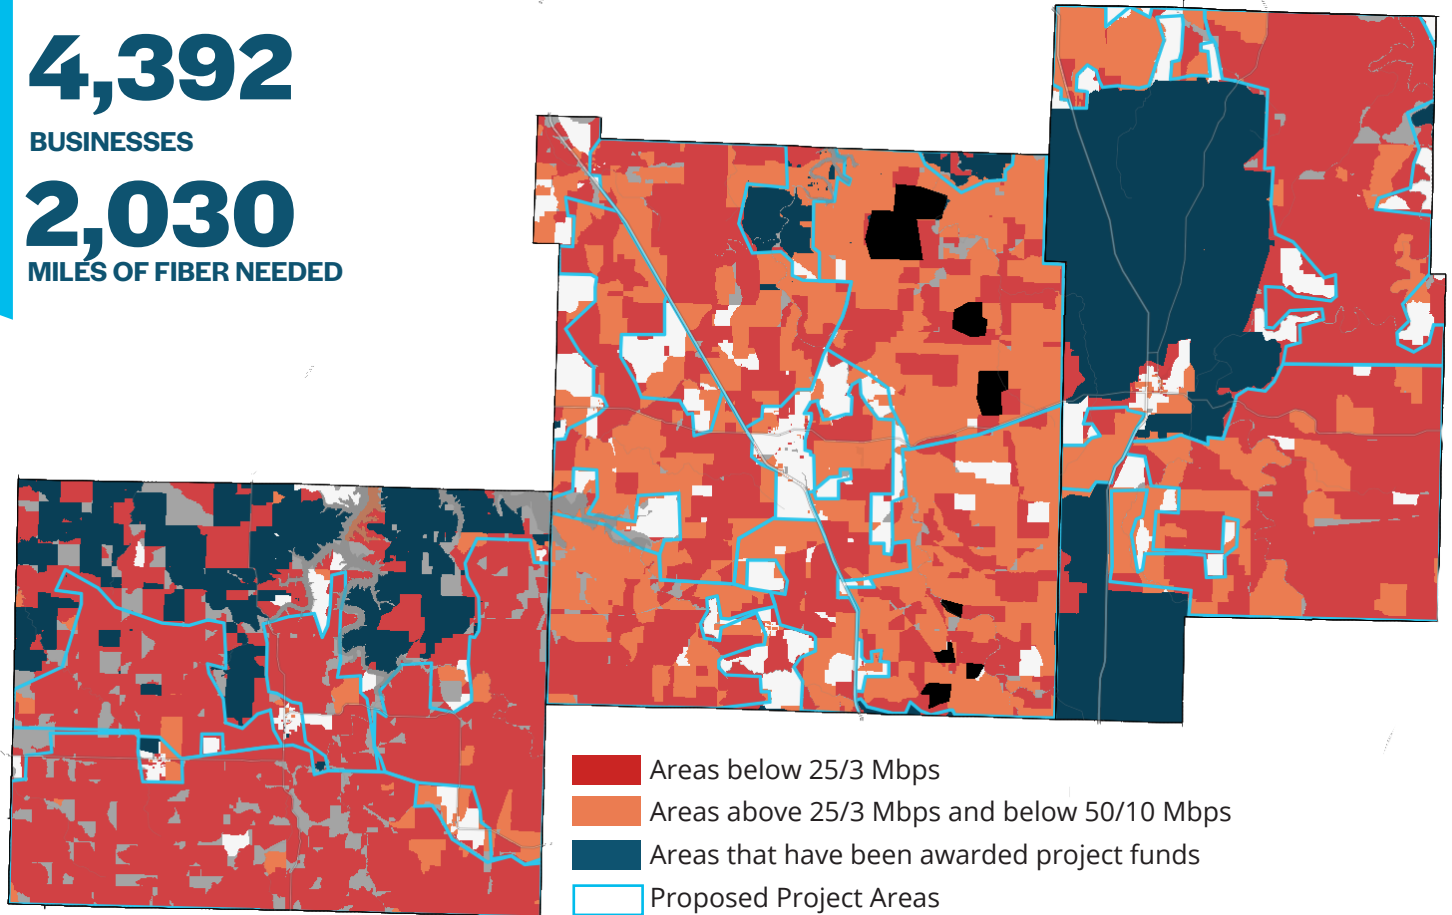 4,392
BUSINESSES
2,030
MILES OF FIBER NEEDED
Areas below 25/3 Mbps
Areas above 25/3 Mbps and below 50/10 Mbps
Areas that have been awarded project funds
Proposed Project Areas